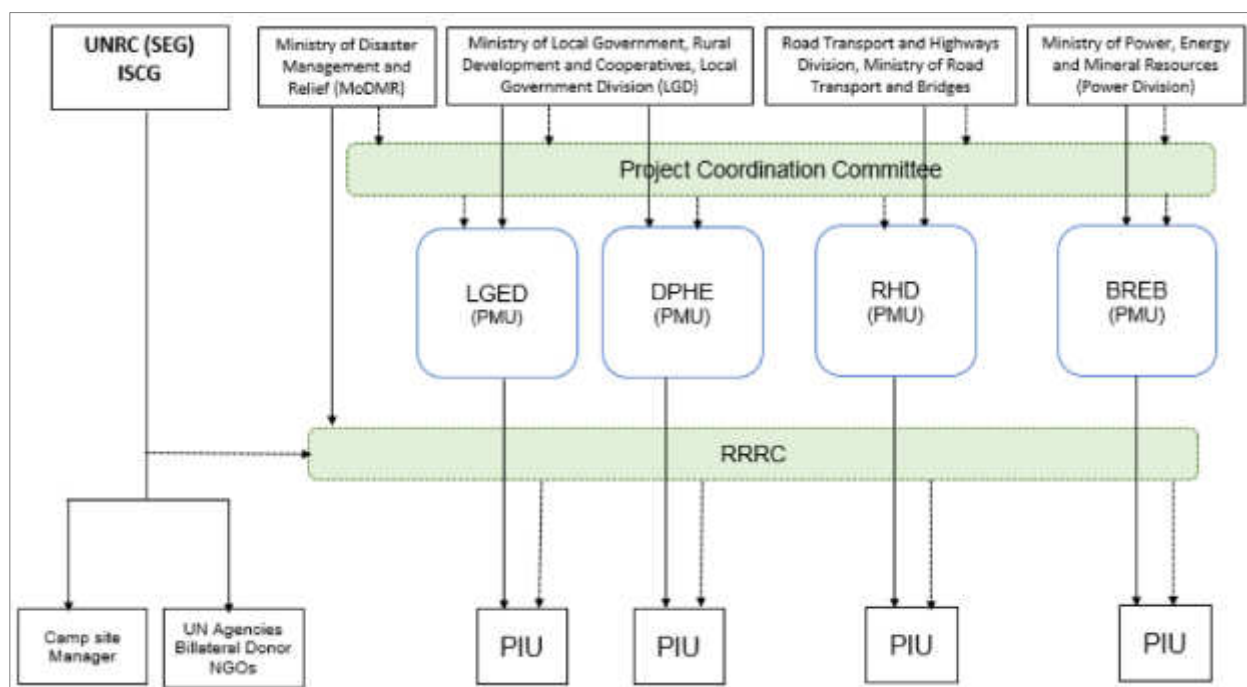 UNRC (SEG)
ISCG
Ministry of Disaster
Management and
Relief (MoDMR)
Ministry of Local Government, Rural
Development and Cooperatives, Local
Government Division (LGD)
Road Transport and Highways
Division, Ministry of Road
Transport and Bridges
Ministry of Power, Energy
and Mineral Resources
(Power Division)
Project Coordination Committee
LGED
(PMU)
DPHE
(PMU)
RHD
(PMU)
BREB
(PMU)
RRRC
Camp site
Manager
UN Agencies
Billateral Donor
NGOs
PIU
PIU
PIU
PIU